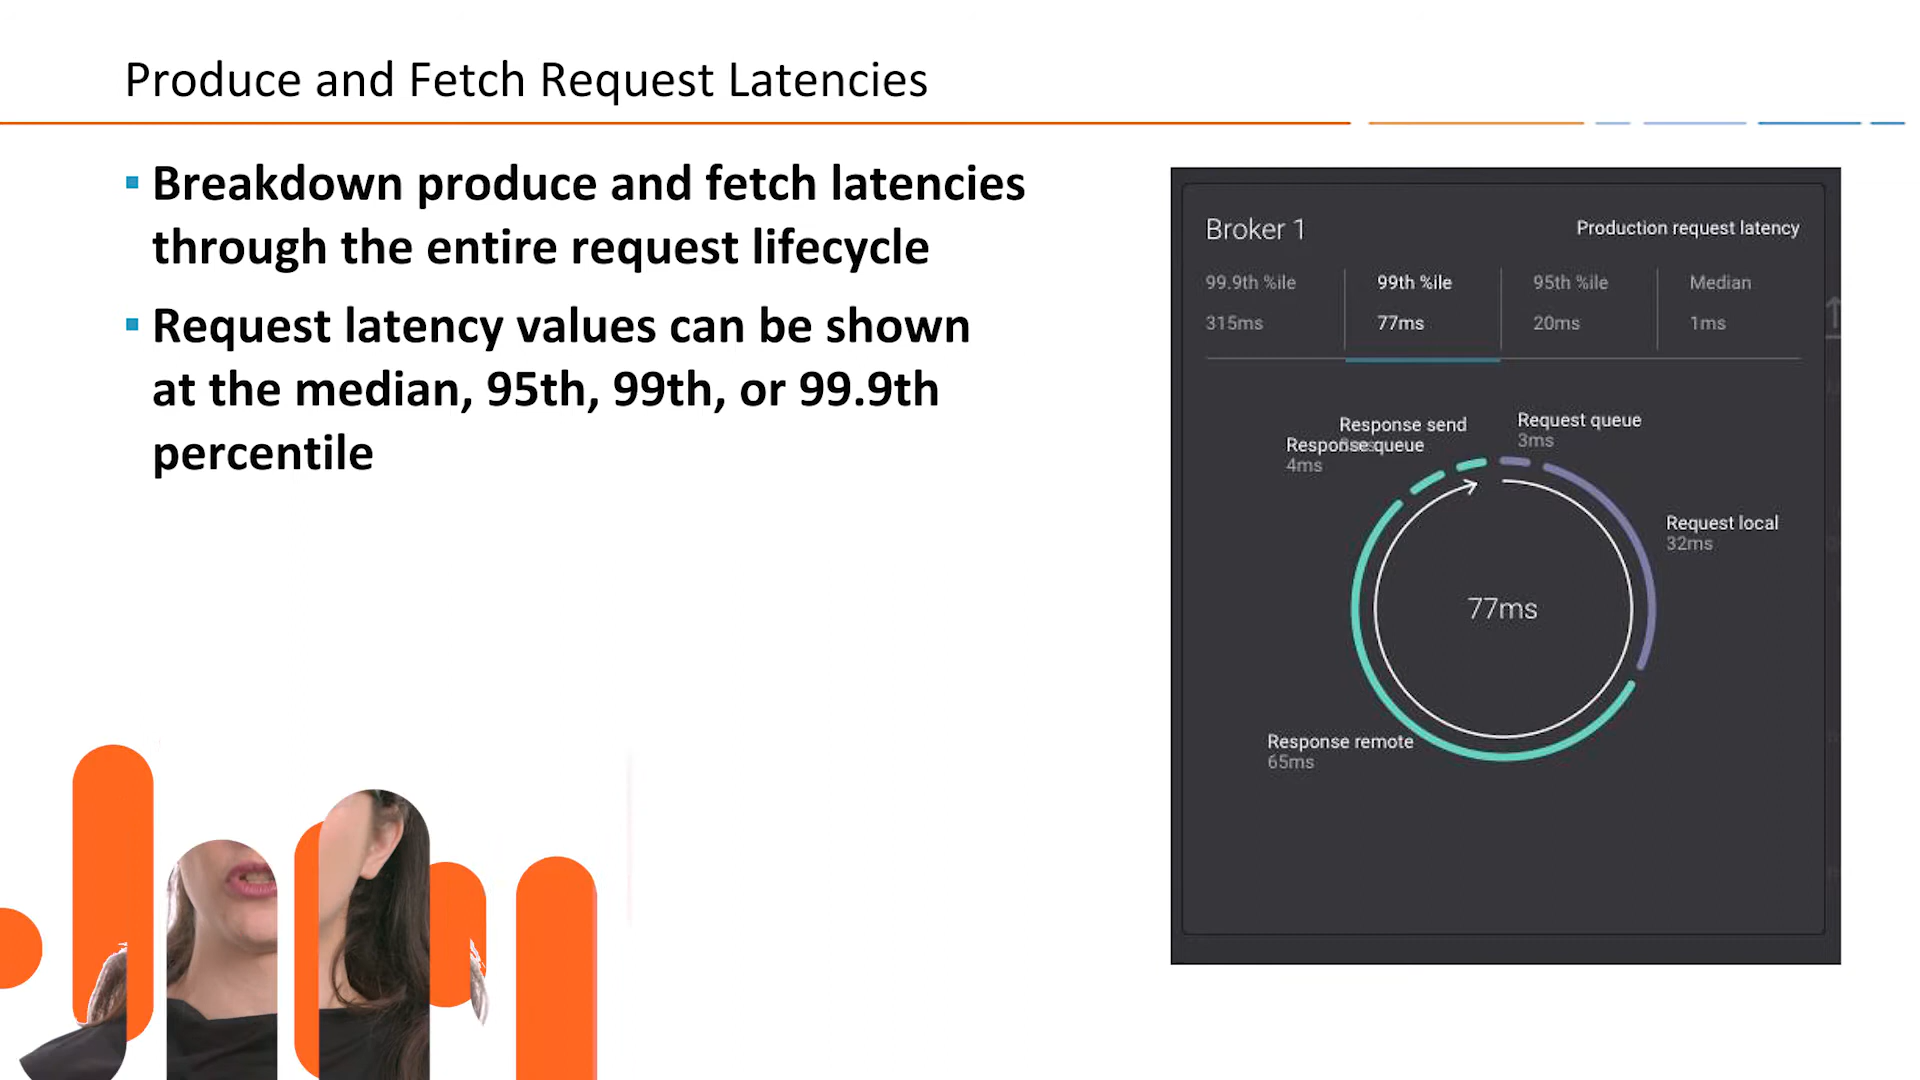 Produce and Fetch Request Latencies
Breakdown produce and fetch latencies
through the entire request lifecycle
Request latency values can be shown
at the median, 95th, 99th, or 99.9th
percentile
Broker 1
Production request latency
99.9th %ile
315ms
99th %ile
77ms
95th %ile
20ms
Median
1ms
Response send
Response queue
4ms
Request queue
3ms
Request local
32ms
77ms
Response remote
65ms